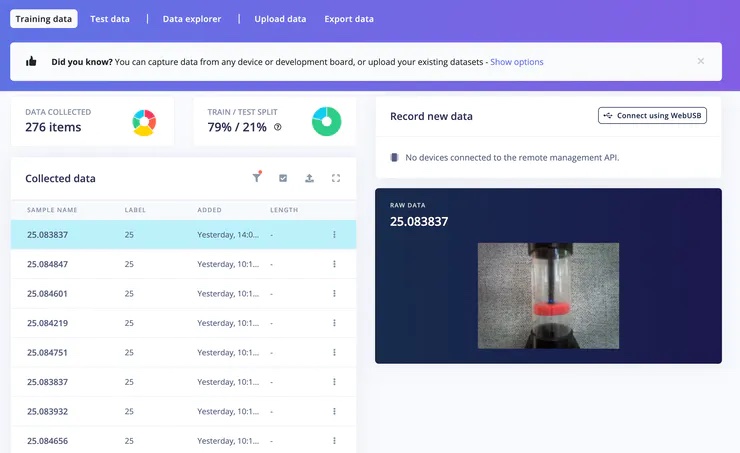 Training data Test data Data explorer Upload data Export data
Did you know? You can capture data from any device or development board, or upload your existing datasets - Show options
DATA COLLECTED
276 items
TRAIN / TEST SPLIT
79% / 21%
Record new data
Connect using WebUSB
No devices connected to the remote management API.
Collected data
SAMPLE NAME LABEL ADDED LENGTH
25.083837 25 Yesterday, 14:0... -
25.084847 25 Yesterday, 10:1... -
25.084601 25 Yesterday, 10:1... -
25.084219 25 Yesterday, 10:1... -
25.084751 25 Yesterday, 10:1... -
25.083837 25 Yesterday, 10:1... -
25.083932 25 Yesterday, 10:1... -
25.084656 25 Yesterday, 10:1... -
RAW DATA
25.083837